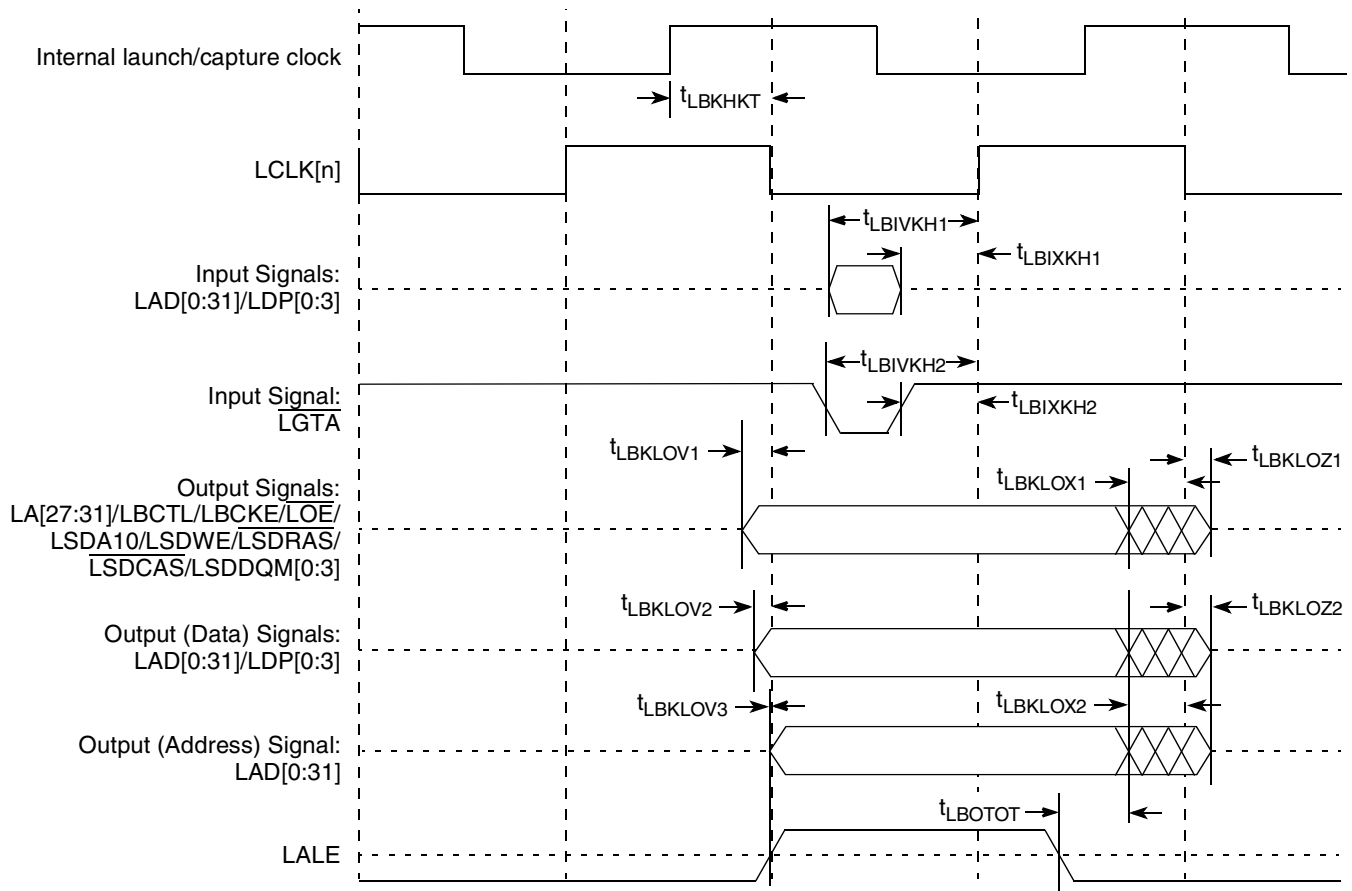 Internal launch/capture clock
tLBKHKT
LCLK[n]
tLBIVKH1
tLBIXKH1
Input Signals:
LAD[0:31]/LDP[0:3]
tLBIVKH2
Input Signal:
LGTA
tLBIXKH2
tLBKLOV1
tLBKLOZ1
tLBKLOX1
Output Signals:
LA[27:31]/LBCTL/LBCKE/LOE/
LSDA10/LSDWE/LSDRAS/
LSDCAS/LSDDQM[0:3]
tLBKLOV2
tLBKLOZ2
Output (Data) Signals:
LAD[0:31]/LDP[0:3]
tLBKLOV3
tLBKLOX2
Output (Address) Signal:
LAD[0:31]
tLBOTOT
LALE